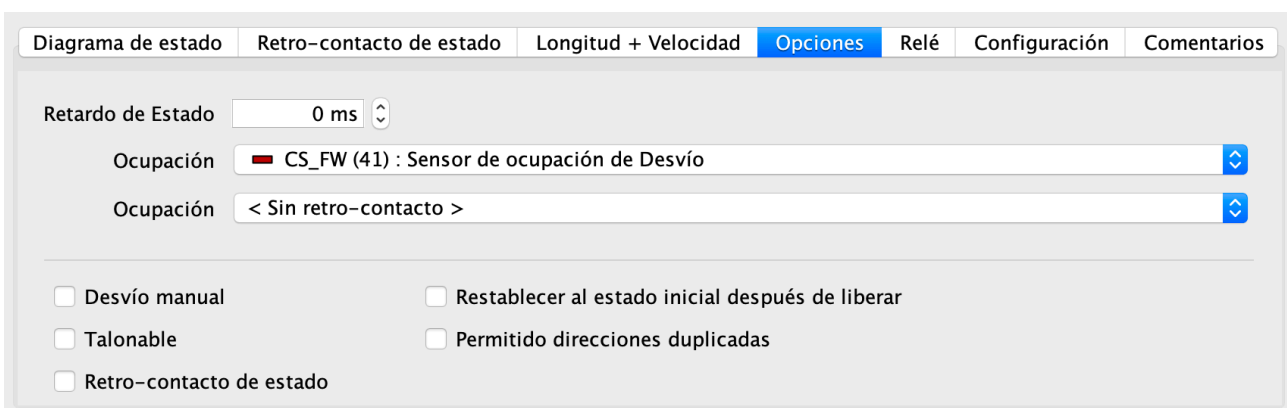 Diagrama de estado Retro-contacto de estado Longitud + Velocidad Opciones Relé Configuración Comentarios
Retardo de Estado 0 ms
Ocupación CS_FW (41) : Sensor de ocupación de Desvío
Ocupación < Sin retro-contacto >
Desvío manual Restablecer al estado inicial después de liberar
Talonable Permitido direcciones duplicadas
Retro-contacto de estado